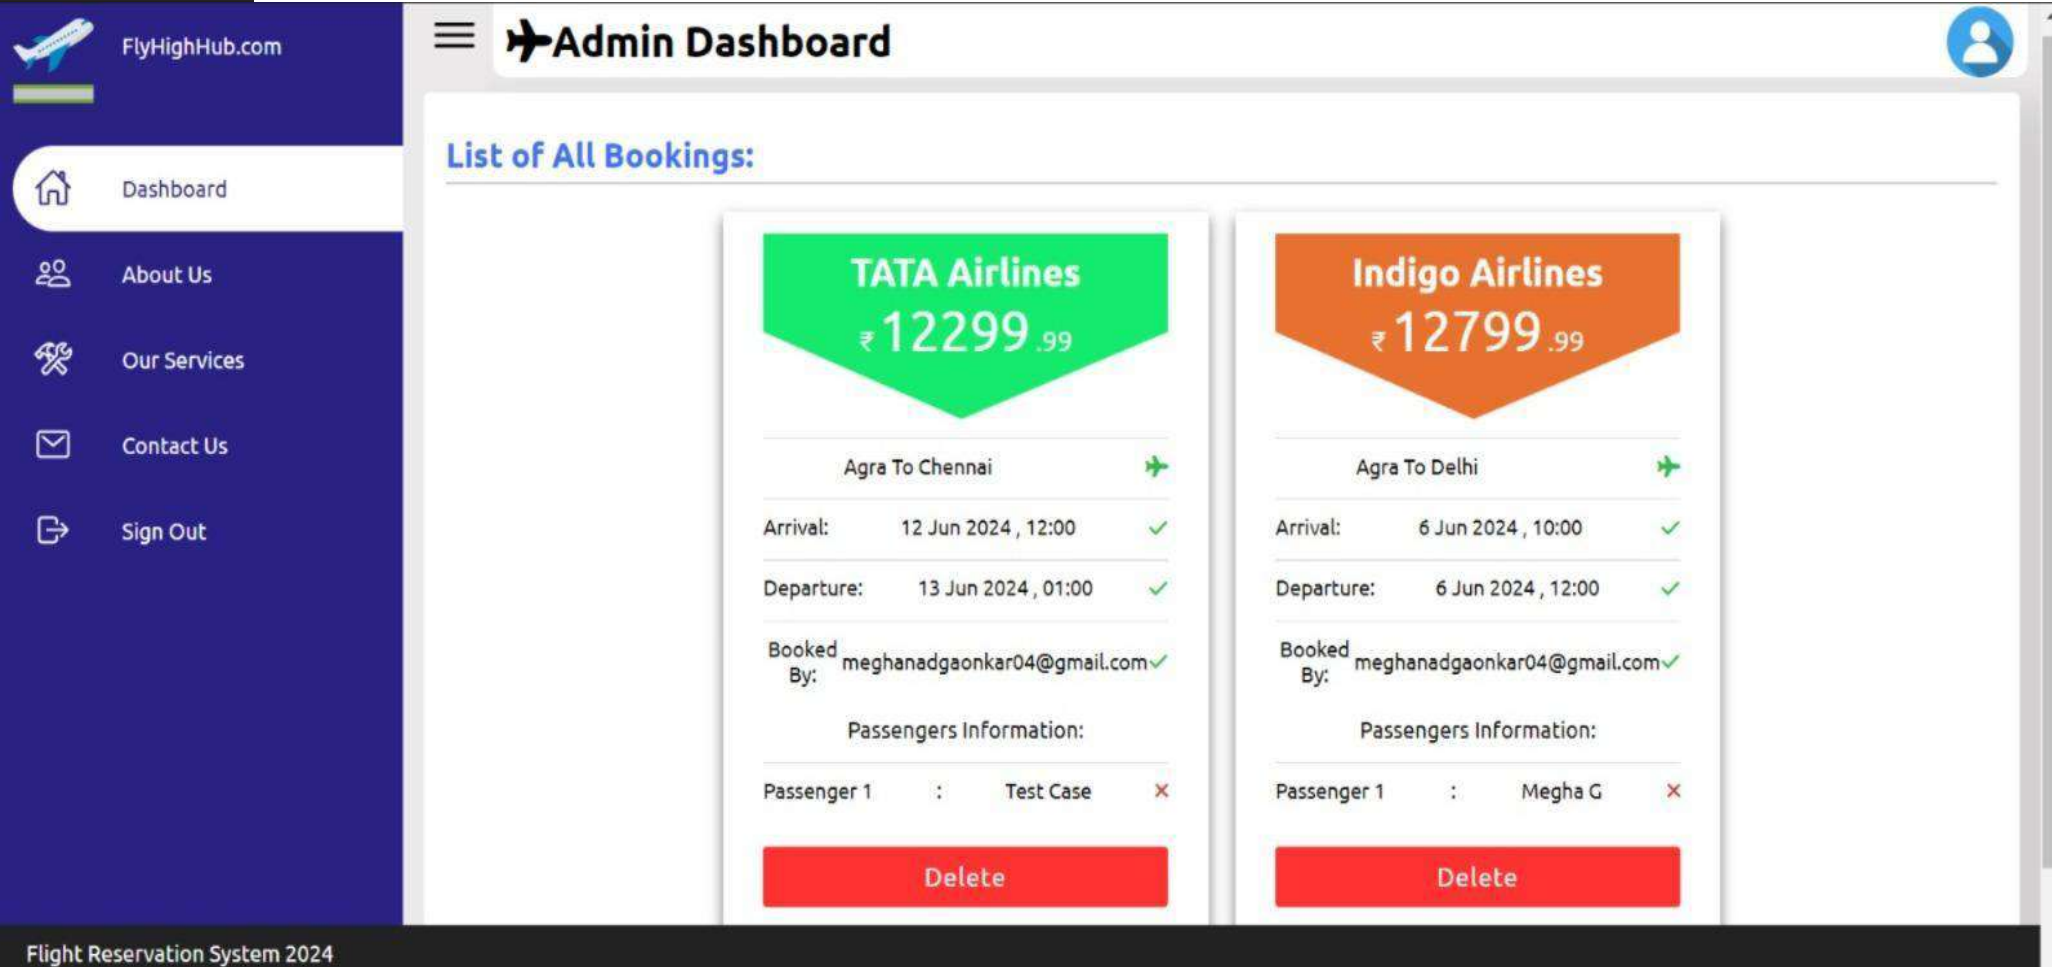 FlyHighHub.com
Admin Dashboard
Dashboard
About Us
Our Services
Contact Us
Sign Out
List of All Bookings:
TATA Airlines
₹ 12299 .99
Agra To Chennai
Arrival: 12 Jun 2024 , 12:00
Departure: 13 Jun 2024 , 01:00
Booked By: meghanadgaonkar04@gmail.com
Passengers Information:
Passenger 1 : Test Case
Delete
Indigo Airlines
₹ 12799 .99
Agra To Delhi
Arrival: 6 Jun 2024 , 10:00
Departure: 6 Jun 2024 , 12:00
Booked By: meghanadgaonkar04@gmail.com
Passengers Information:
Passenger 1 : Megha G
Delete
Flight Reservation System 2024